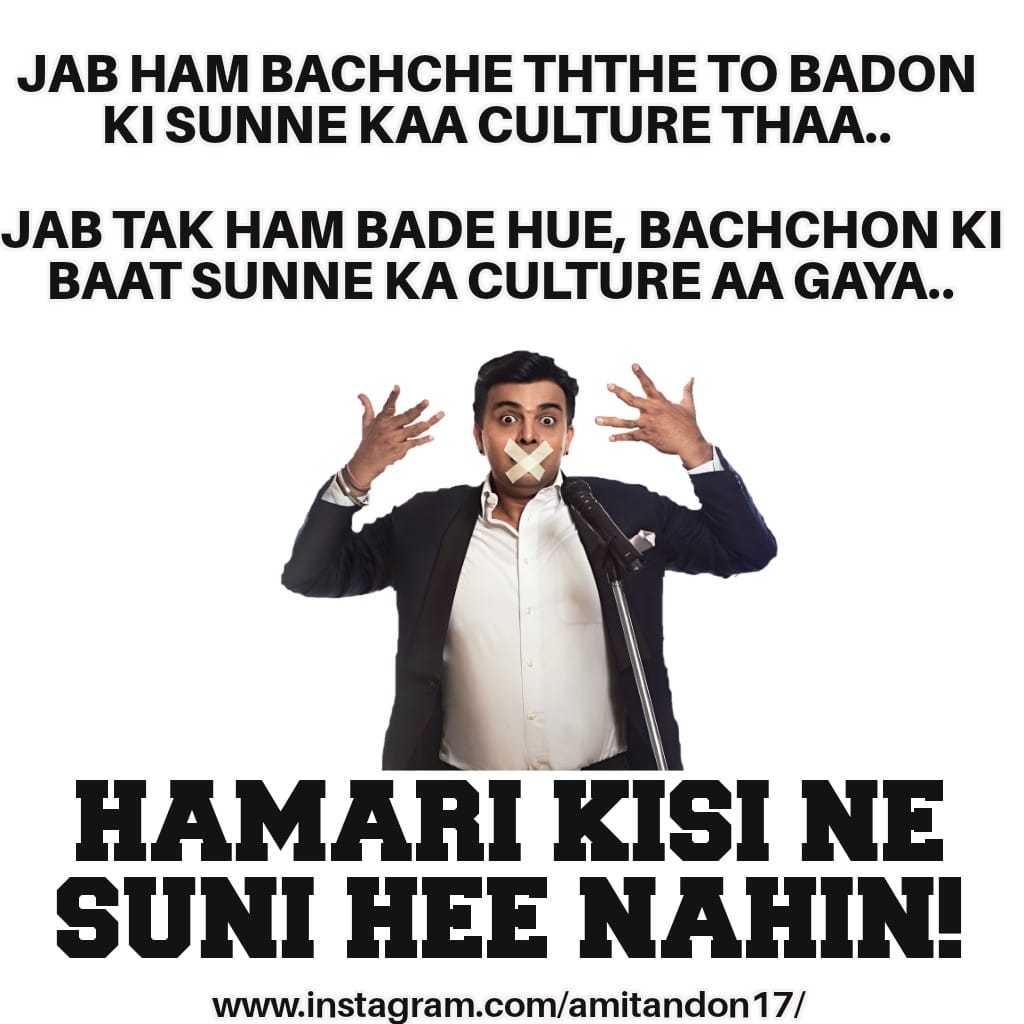 JAB HAM BACHCHE THTHE TO BADON
KI SUNNE KAA CULTURE THAA..
JAB TAK HAM BADE HUE, BACHCHON KI
BAAT SUNNE KA CULTURE AA GAYA..
HAMARI KISI NE
SUNI HEE NAHIN!
www.instagram.com/amitandon17/